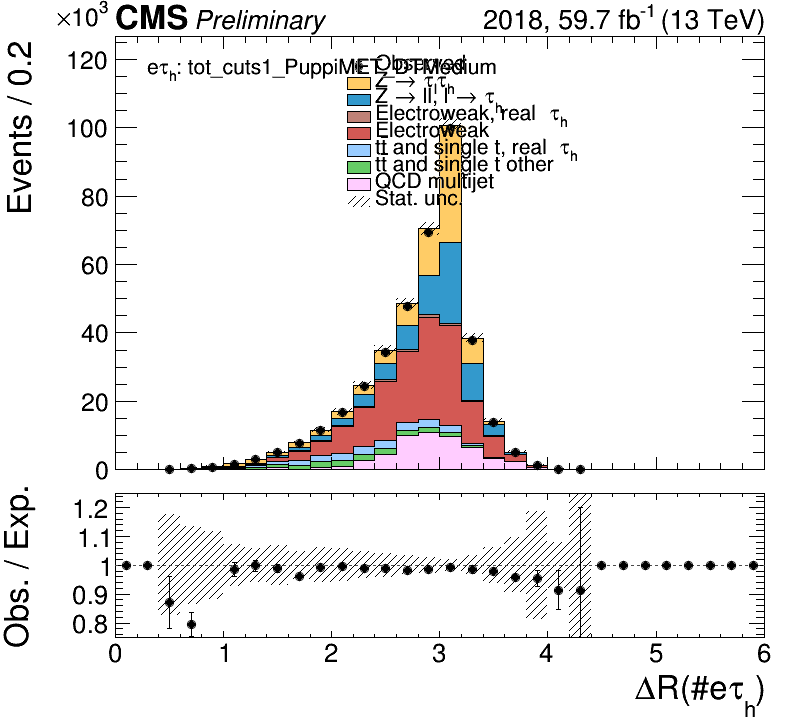 ×10³ CMS Preliminary 2018, 59.7 fb⁻¹ (13 TeV)
eτₕ: tot_cuts1_PuppiMET_DTMedium
Observed
Z → τₗτₕ
Z → ll, l → τₕ
Electroweak, real τₕ
Electroweak
tt̄ and single t, real τₕ
tt̄ and single t other
QCD multijet
Stat. unc.
Events / 0.2
120
100
80
60
40
20
0
Obs. / Exp.
1.2
1.1
1
0.9
0.8
0 1 2 3 4 5 6
ΔR(#eτₕ)